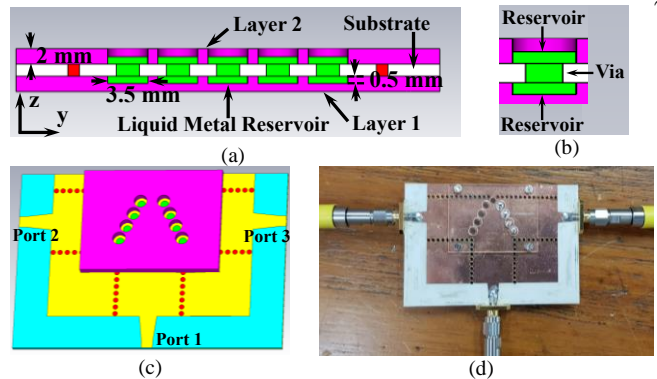 Layer 2
Substrate
2 mm
0.5 mm
z
3.5 mm
y
Liquid Metal Reservoir
Layer 1
(a)
Reservoir
Via
Reservoir
(b)
Port 2
Port 3
Port 1
(c)
(d)